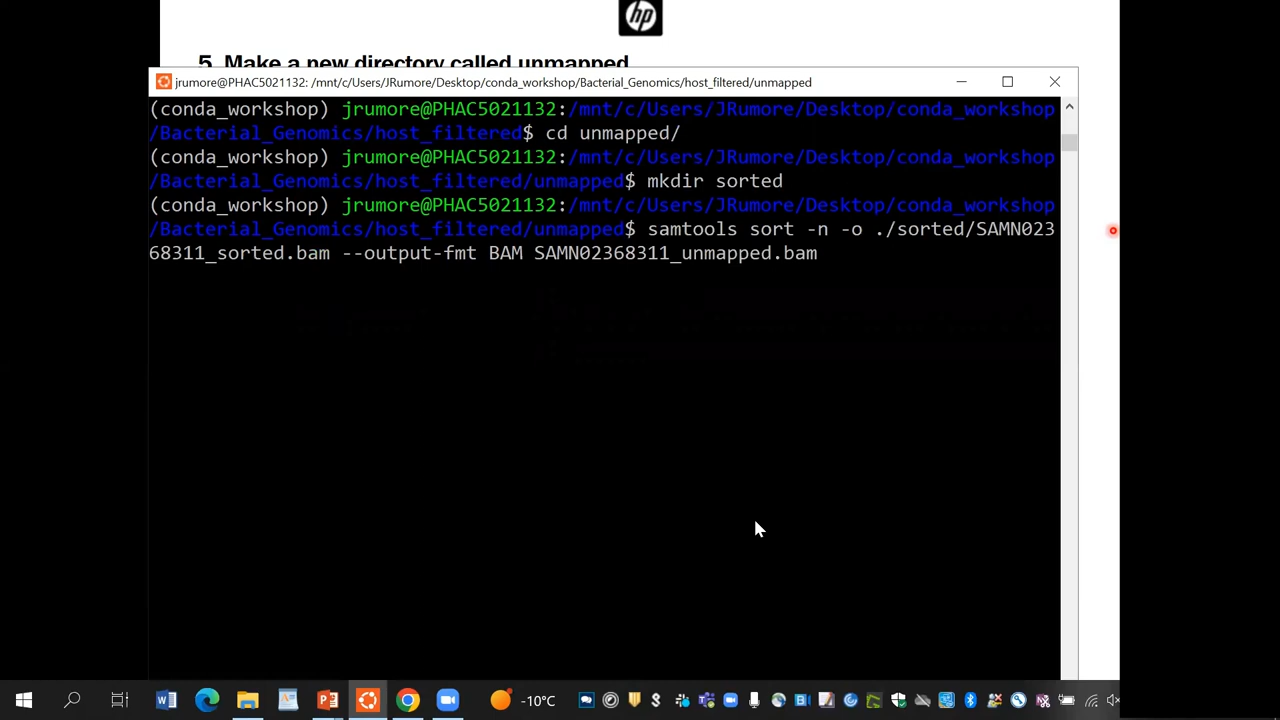 hp
5. Make a new directory called unmapped
jrumore@PHAC5021132: /mnt/c/Users/JRumore/Desktop/conda_workshop/Bacterial_Genomics/host_filtered/unmapped
(conda_workshop) jrumore@PHAC5021132:/mnt/c/Users/JRumore/Desktop/conda_workshop
/Bacterial_Genomics/host_filtered$ cd unmapped/
(conda_workshop) jrumore@PHAC5021132:/mnt/c/Users/JRumore/Desktop/conda_workshop
/Bacterial_Genomics/host_filtered/unmapped$ mkdir sorted
(conda_workshop) jrumore@PHAC5021132:/mnt/c/Users/JRumore/Desktop/conda_workshop
/Bacterial_Genomics/host_filtered/unmapped$ samtools sort -n -o ./sorted/SAMN023
68311_sorted.bam --output-fmt BAM SAMN02368311_unmapped.bam
-10°C